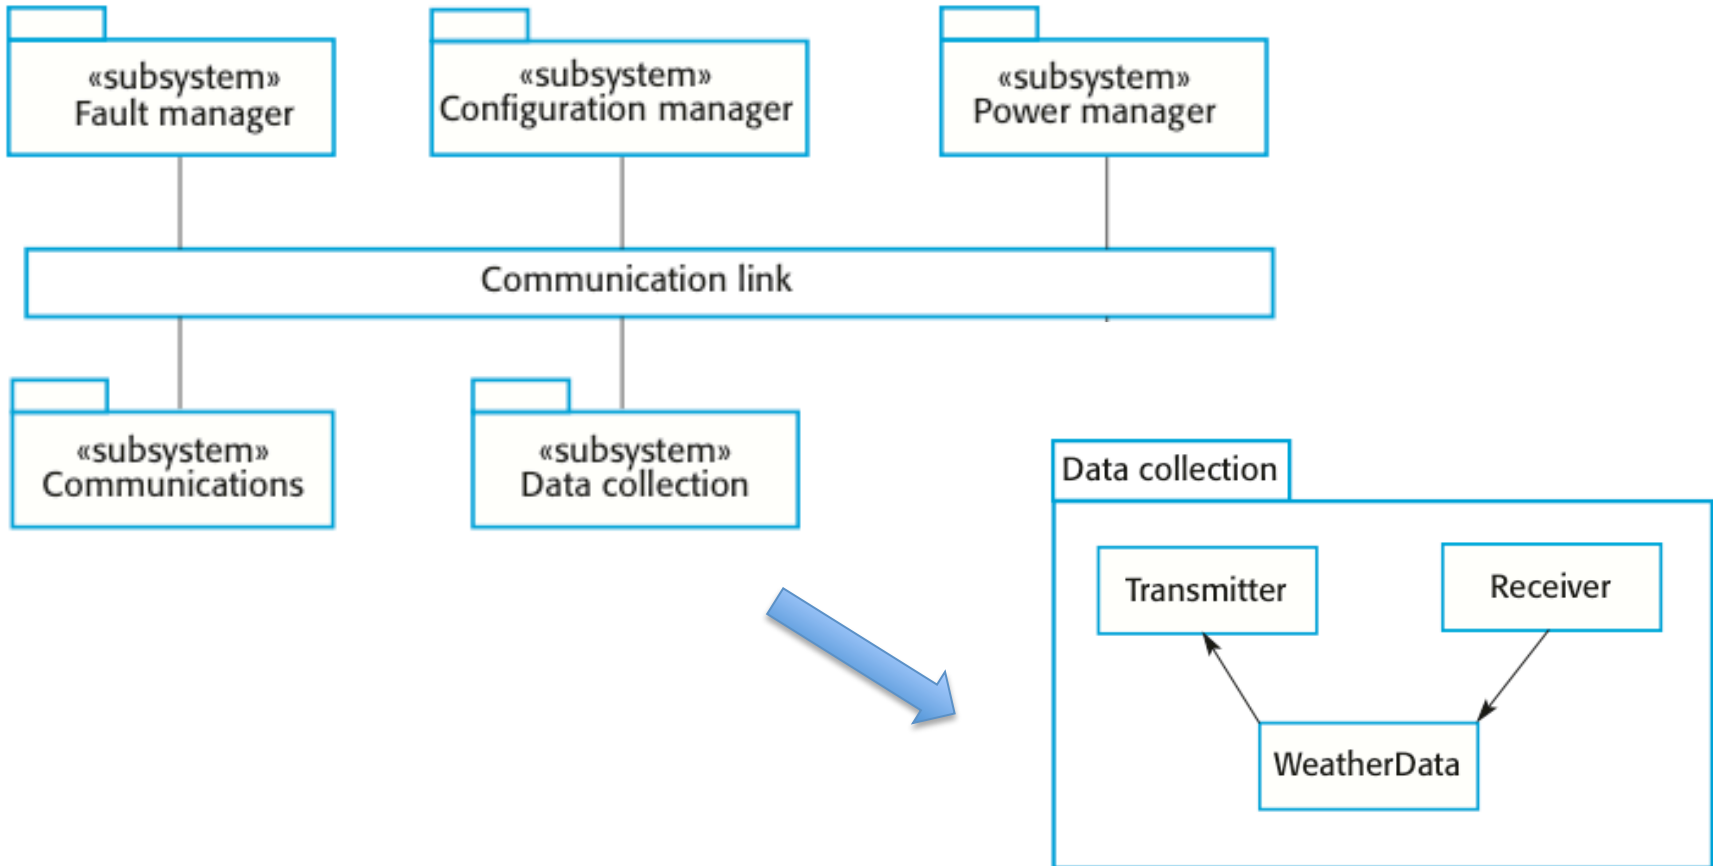 «subsystem»
Fault manager
«subsystem»
Configuration manager
«subsystem»
Power manager
Communication link
«subsystem»
Communications
«subsystem»
Data collection
Data collection
Transmitter
Receiver
WeatherData